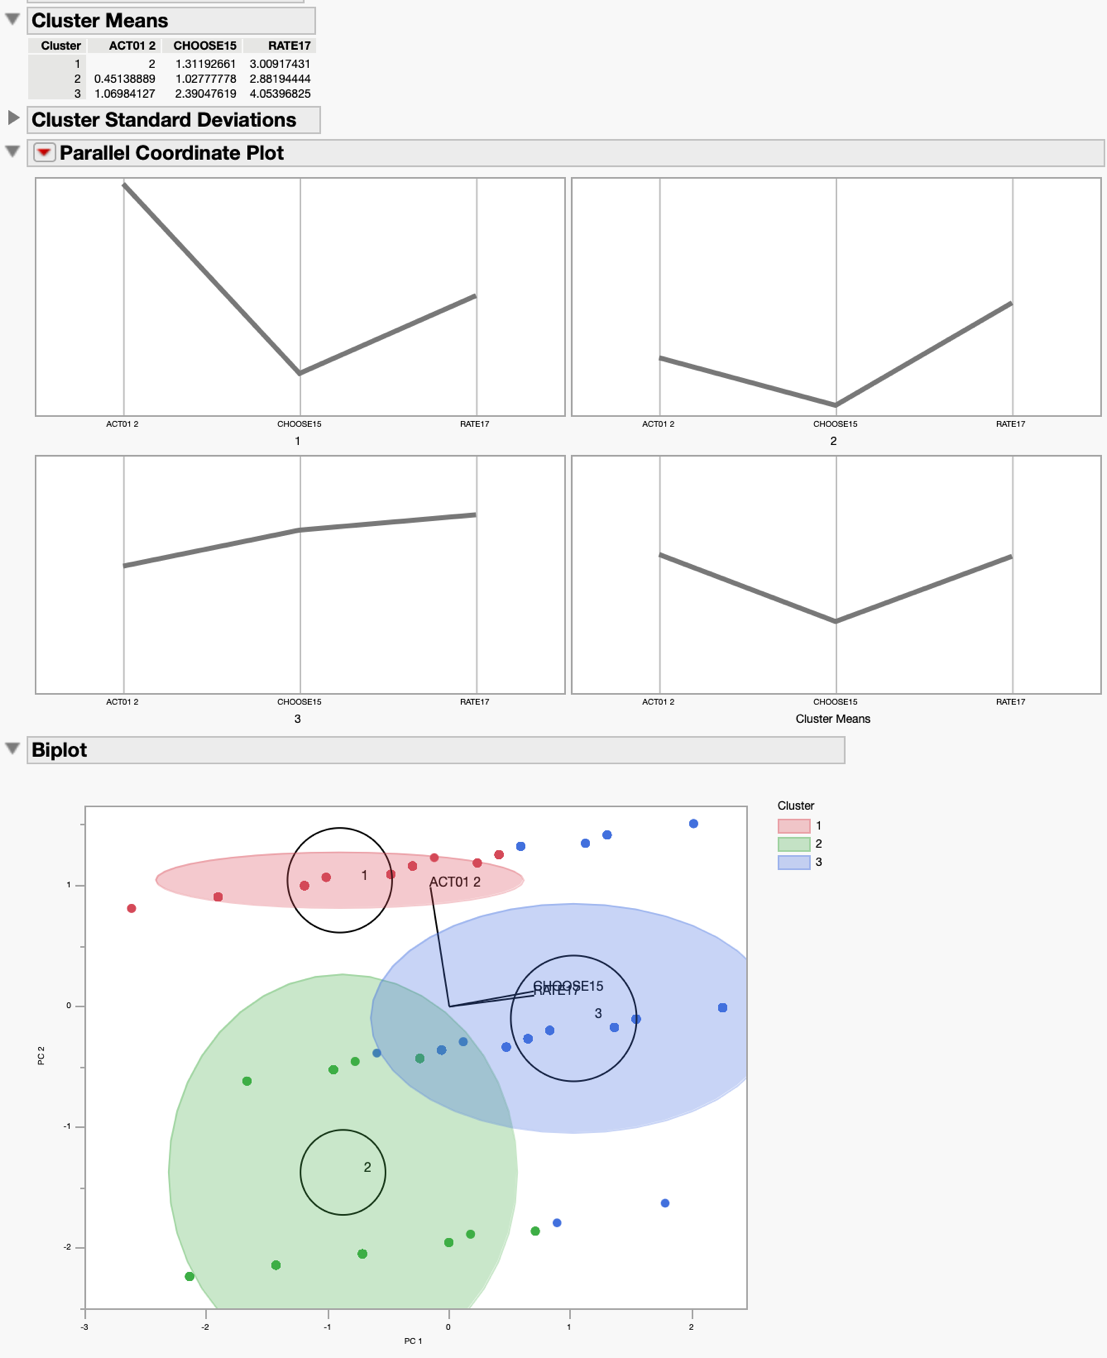 Cluster Means
Cluster ACT01 2 CHOOSE15 RATE17
1 2 1.31192661 3.00917431
2 0.45138889 1.02777778 2.88194444
3 1.06984127 2.39047619 4.05396825
Cluster Standard Deviations
Parallel Coordinate Plot
ACT01 2 CHOOSE15 RATE17
1
ACT01 2 CHOOSE15 RATE17
2
ACT01 2 CHOOSE15 RATE17
3
ACT01 2 CHOOSE15 RATE17
Cluster Means
Biplot
Cluster
1
2
3
1
ACT01 2
CHOOSE15
RATE17
3
2
PC 2
1
0
-1
-2
-3 -2 -1 0 1 2
PC 1